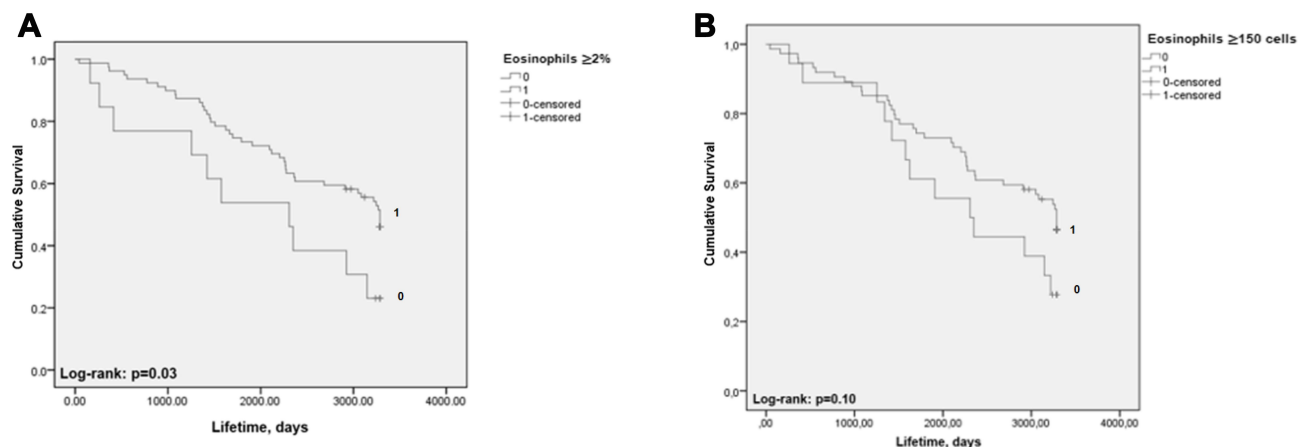 A
Cumulative Survival
1.0
0.8
0.6
0.4
0.2
0.0
1
0
Log-rank: p=0.03
0.00 1000.00 2000.00 3000.00 4000.00
Lifetime, days
Eosinophils ≥2%
0
1
0-censored
1-censored
B
Cumulative Survival
1,0
0,8
0,6
0,4
0,2
0,0
1
0
Log-rank: p=0.10
,00 1000,00 2000,00 3000,00 4000,00
Lifetime, days
Eosinophils ≥150 cells
0
1
0-censored
1-censored